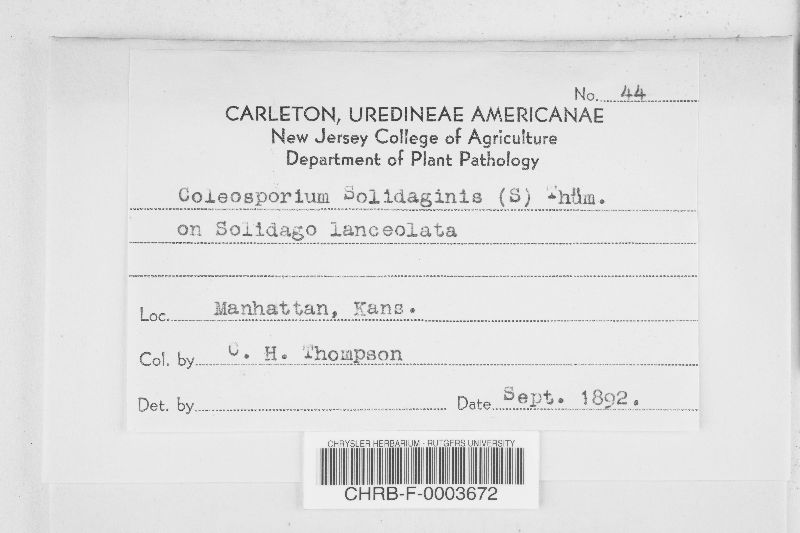 No. 44
CARLETON, UREDINEAE AMERICANAE
New Jersey College of Agriculture
Department of Plant Pathology
Coleosporium Solidaginis (S) Thüm.
on Solidago lanceolata
Loc. Manhattan, Kans.
Col. by C. H. Thompson
Det. by
Date Sept. 1892.
CHRYSLER HERBARIUM - RUTGERS UNIVERSITY
CHRB-F-0003672